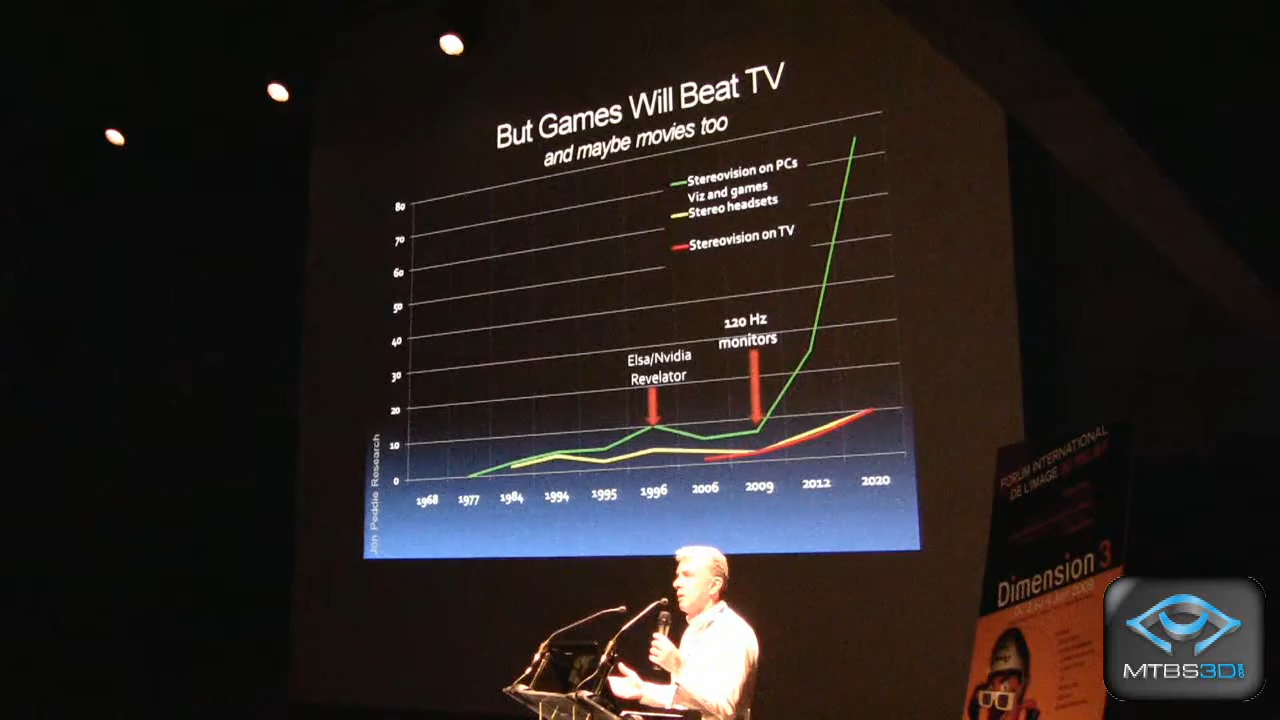 But Games Will Beat TV
and maybe movies too
Stereovision on PCs
Viz and games
Stereo headsets
Stereovision on TV
80
70
60
50
40
30
20
10
0
120 Hz
monitors
Elsa/Nvidia
Revelator
1968 1977 1984 1994 1995 1996 2006 2009 2012 2020
Jon Peddie Research
FORUM INTERNATIONAL
DE L'IMAGE
Dimension 3
MTBS3D